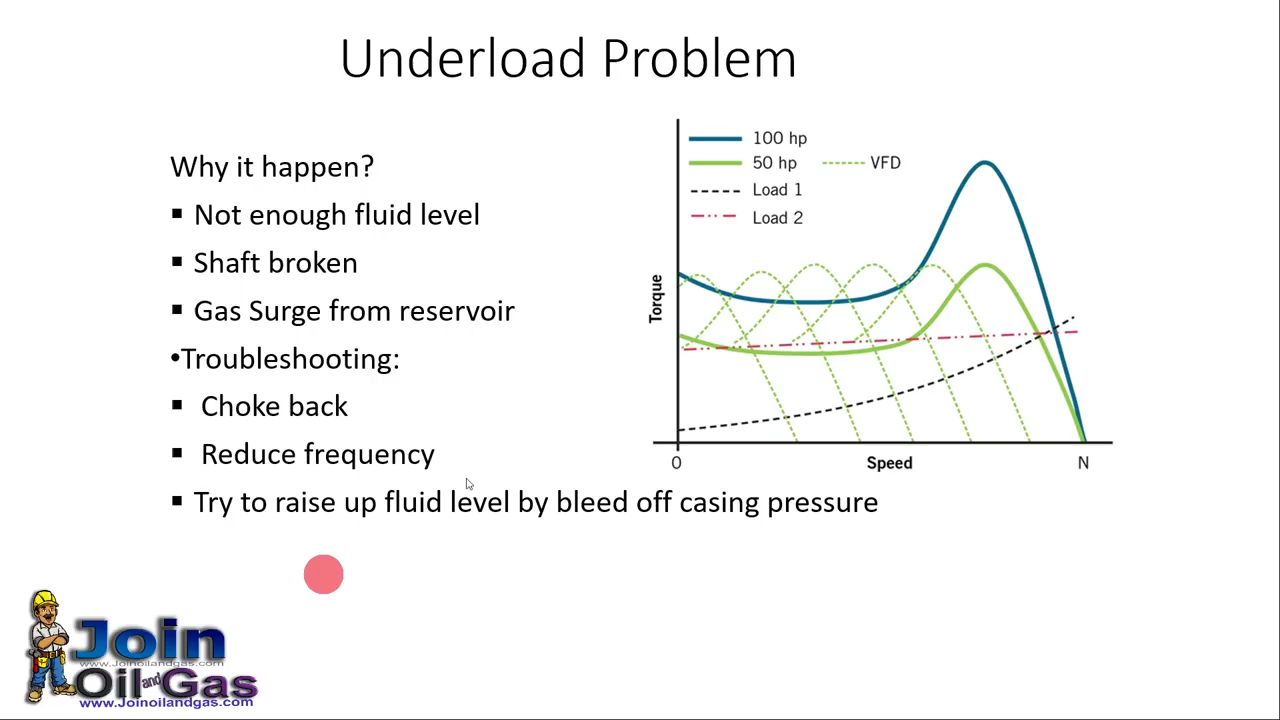 Underload Problem
Why it happen?
▪ Not enough fluid level
▪ Shaft broken
▪ Gas Surge from reservoir
•Troubleshooting:
▪ Choke back
▪ Reduce frequency
▪ Try to raise up fluid level by bleed off casing pressure
100 hp
50 hp
VFD
Load 1
Load 2
Torque
0
Speed
N
Join
www.Joinoilandgas.com
Oil and Gas
www.Joinoilandgas.com